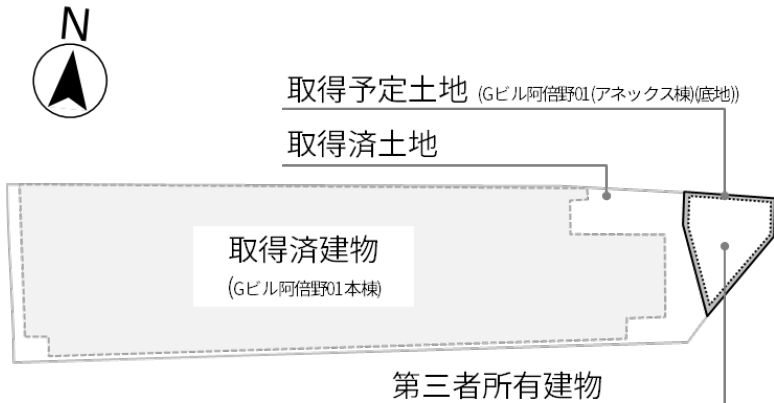 N
取得予定土地 (Gビル阿倍野01(アネックス棟)(底地))
取得済土地
取得済建物
(Gビル阿倍野01本棟)
第三者所有建物